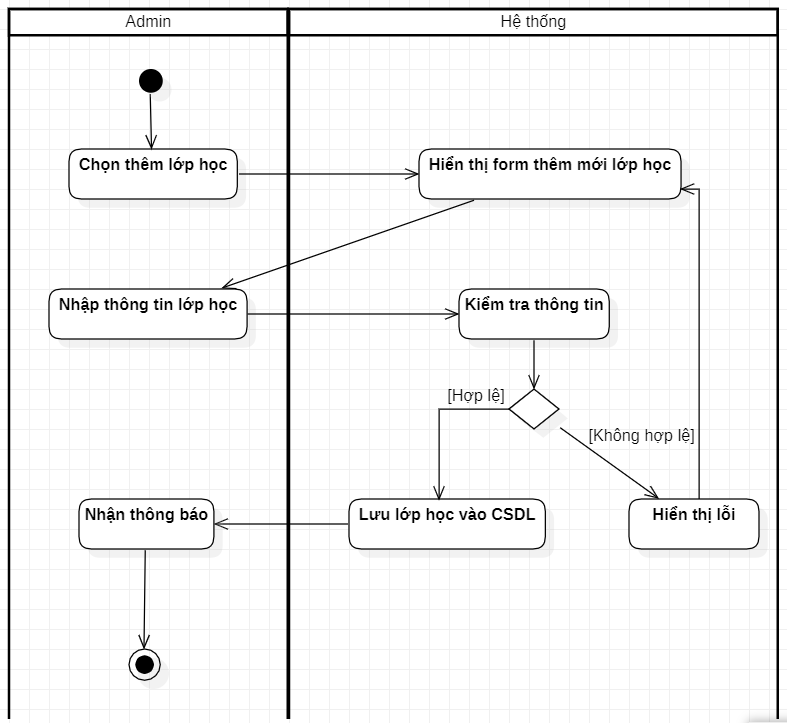 Admin
Hệ thống
Chọn thêm lớp học
Hiển thị form thêm mới lớp học
Nhập thông tin lớp học
Kiểm tra thông tin
[Hợp lệ]
[Không hợp lệ]
Nhận thông báo
Lưu lớp học vào CSDL
Hiển thị lỗi